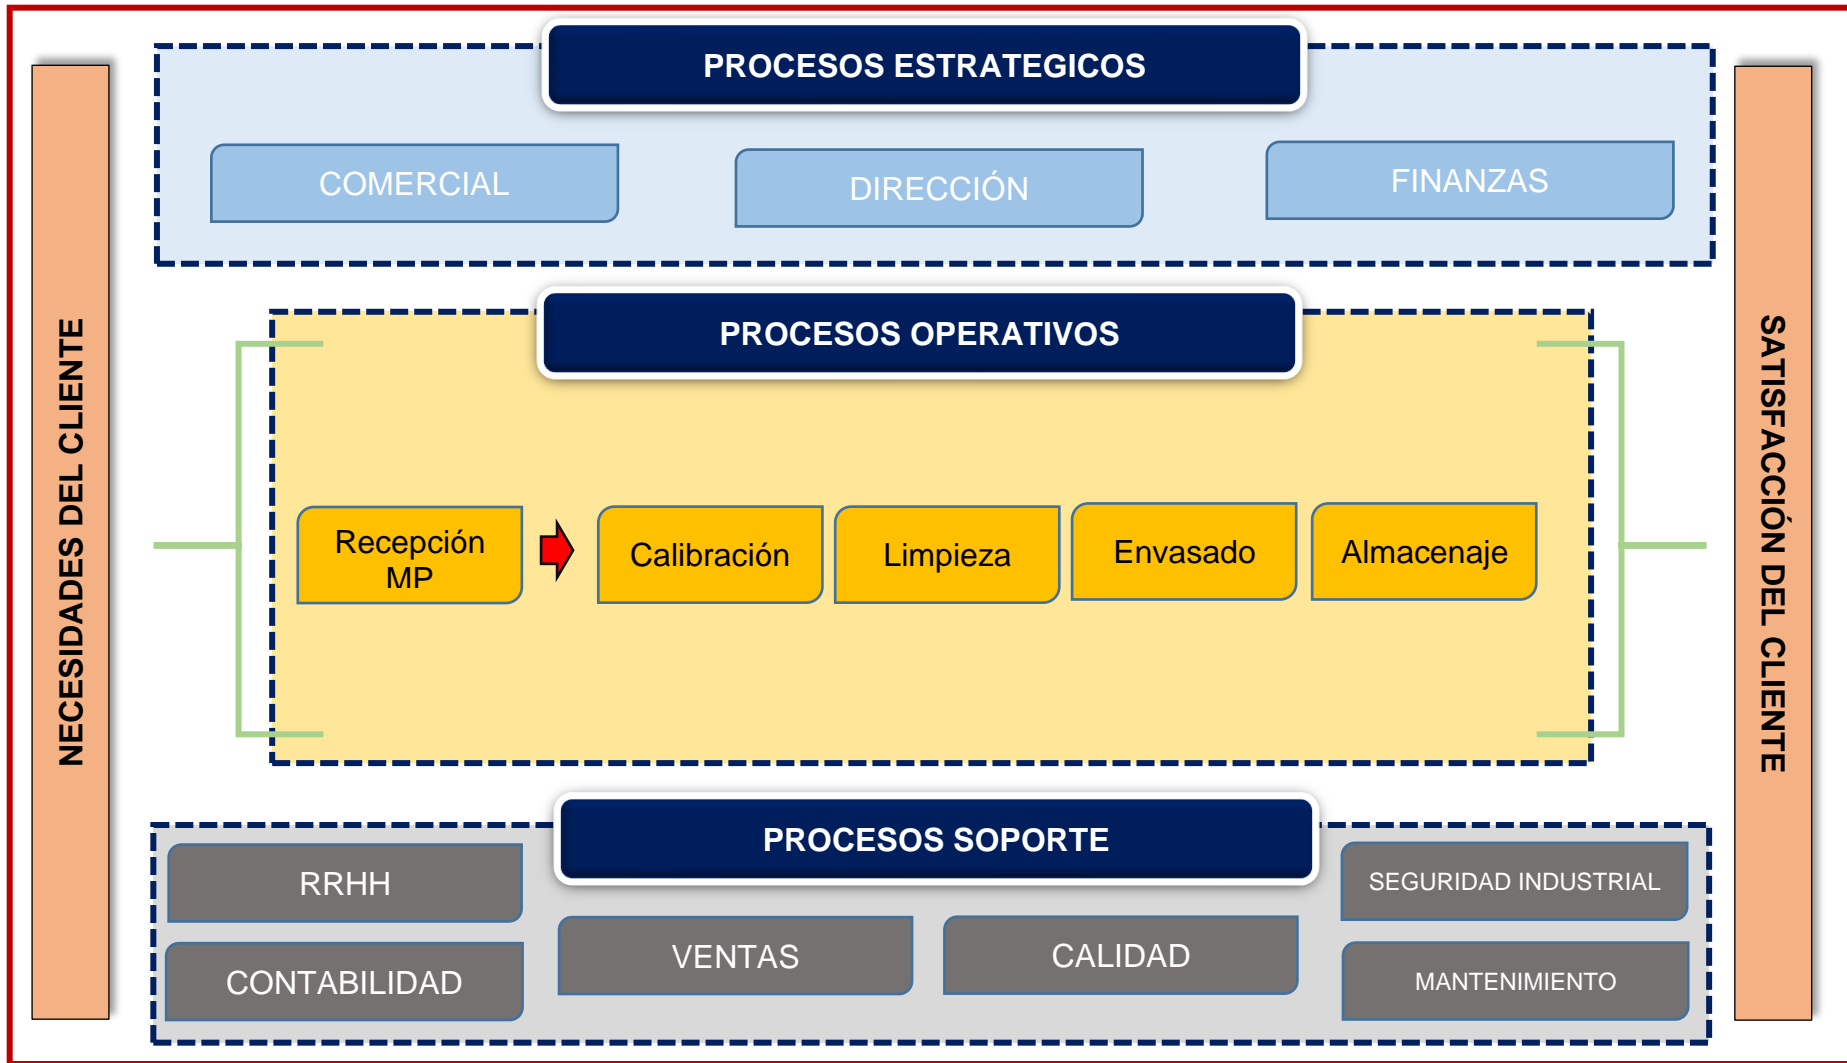 PROCESOS ESTRATEGICOS
COMERCIAL
DIRECCIÓN
FINANZAS
NECESIDADES DEL CLIENTE
PROCESOS OPERATIVOS
Recepción
MP
Calibración
Limpieza
Envasado
Almacenaje
SATISFACCIÓN DEL CLIENTE
PROCESOS SOPORTE
RRHH
CONTABILIDAD
VENTAS
CALIDAD
SEGURIDAD INDUSTRIAL
MANTENIMIENTO